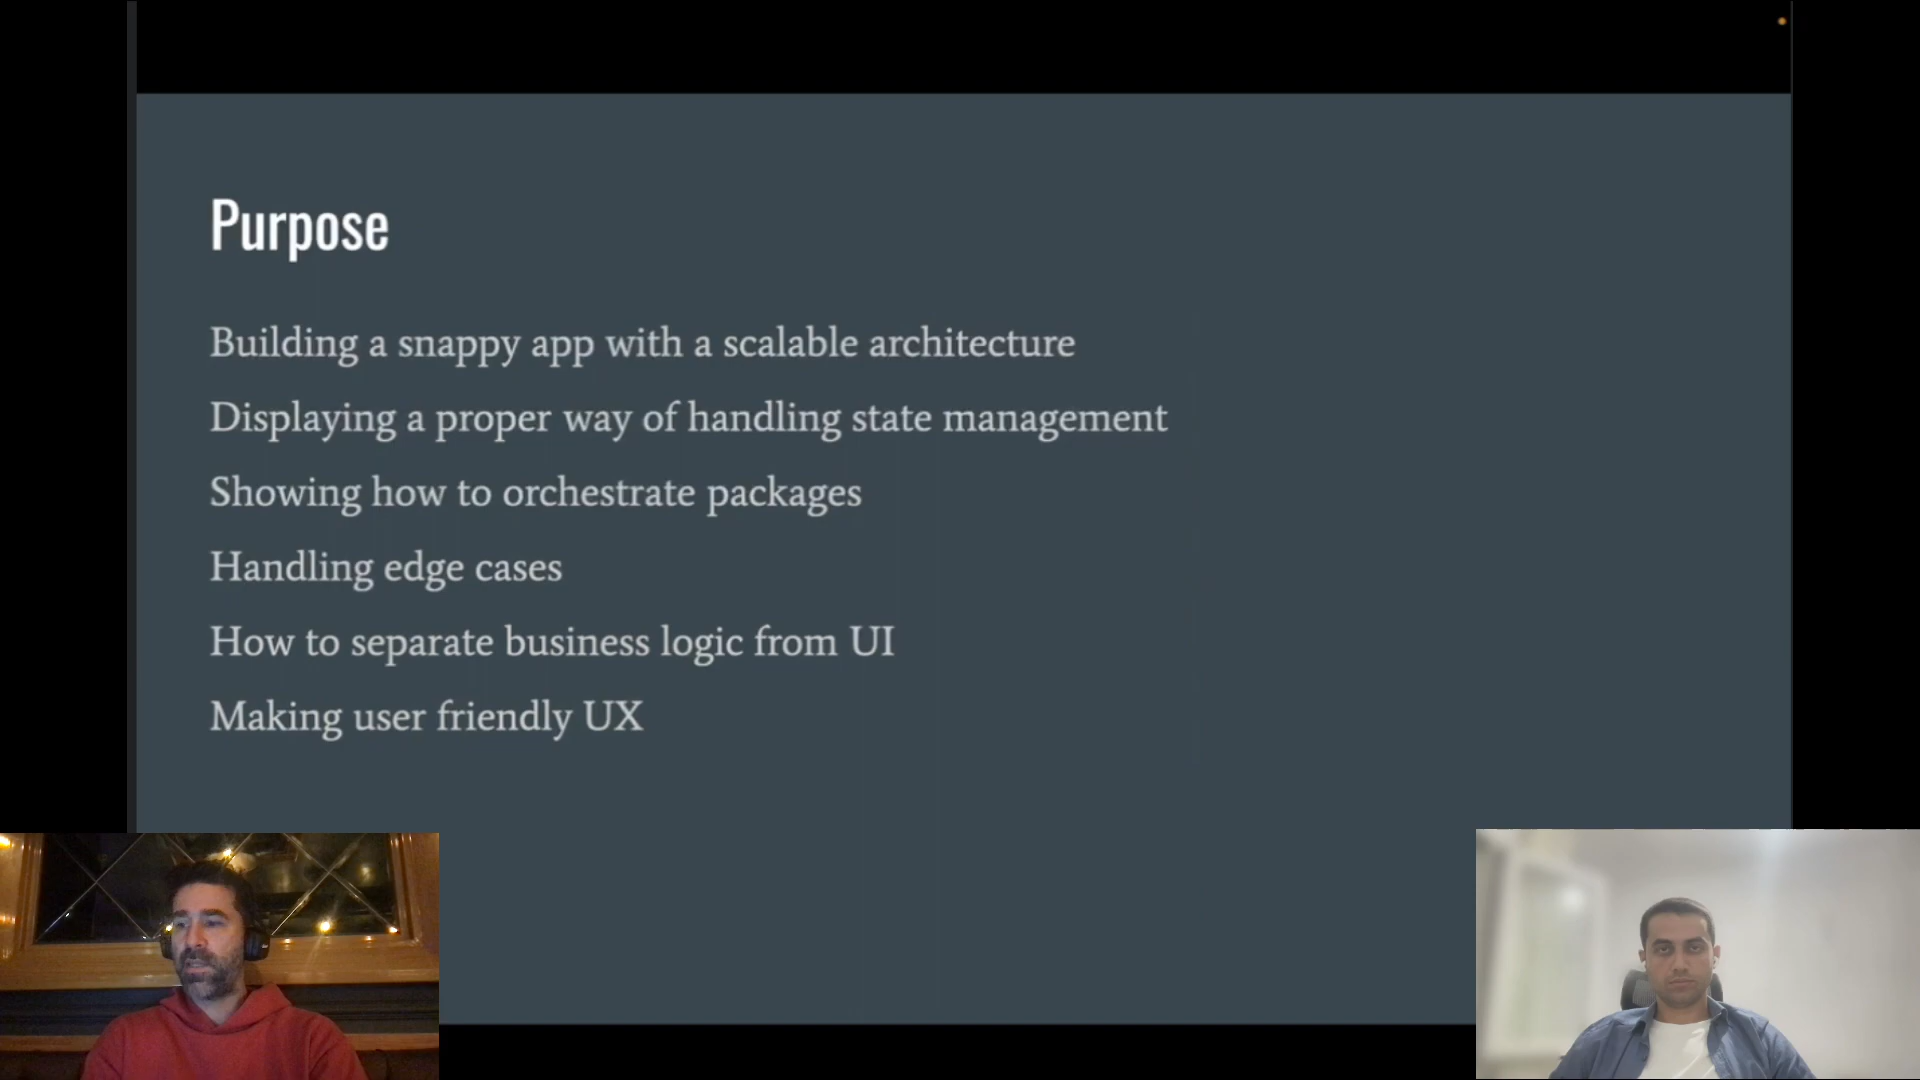 Purpose
Building a snappy app with a scalable architecture
Displaying a proper way of handling state management
Showing how to orchestrate packages
Handling edge cases
How to separate business logic from UI
Making user friendly UX